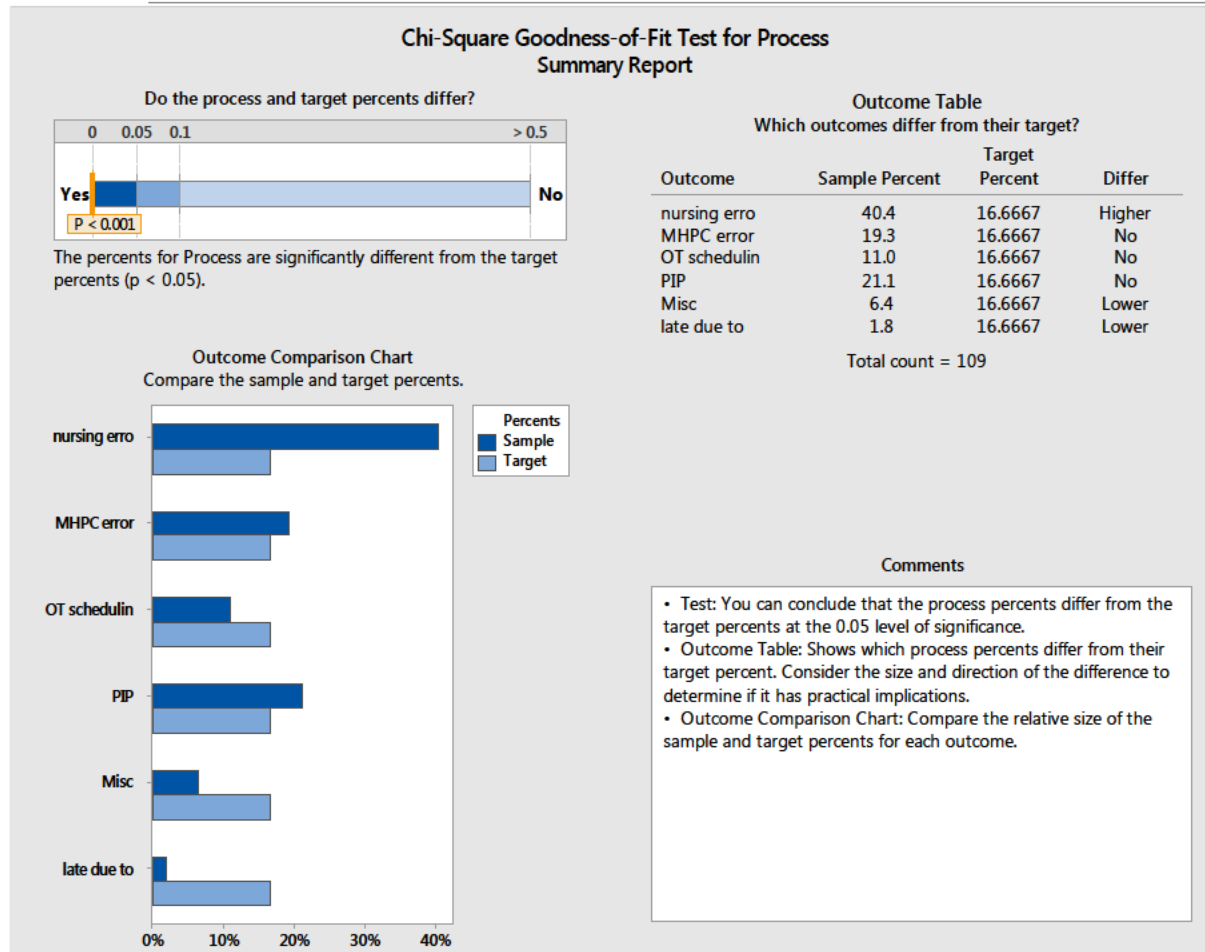 Chi-Square Goodness-of-Fit Test for Process
Summary Report
Do the process and target percents differ?
0 0.05 0.1 > 0.5
Yes No
P < 0.001
The percents for Process are significantly different from the target
percents (p < 0.05).
Outcome Table
Which outcomes differ from their target?
Target
Outcome Sample Percent Percent Differ
nursing erro 40.4 16.6667 Higher
MHPC error 19.3 16.6667 No
OT schedulin 11.0 16.6667 No
PIP 21.1 16.6667 No
Misc 6.4 16.6667 Lower
late due to 1.8 16.6667 Lower
Total count = 109
Outcome Comparison Chart
Compare the sample and target percents.
Percents
Sample
Target
nursing erro
MHPC error
OT schedulin
PIP
Misc
late due to
0% 10% 20% 30% 40%
Comments
• Test: You can conclude that the process percents differ from the
target percents at the 0.05 level of significance.
• Outcome Table: Shows which process percents differ from their
target percent. Consider the size and direction of the difference to
determine if it has practical implications.
• Outcome Comparison Chart: Compare the relative size of the
sample and target percents for each outcome.